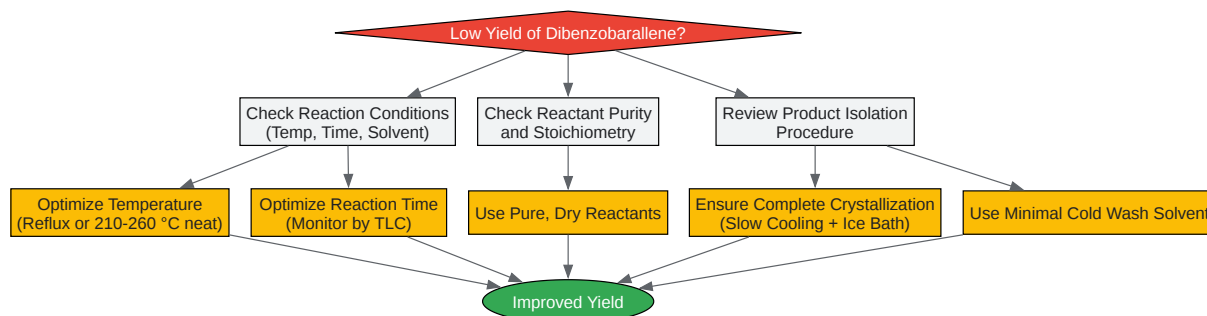 Low Yield of Dibenzobarallene?
Check Reaction Conditions
(Temp, Time, Solvent)
Check Reactant Purity
and Stoichiometry
Review Product Isolation
Procedure
Optimize Temperature
(Reflux or 210-260 °C neat)
Optimize Reaction Time
(Monitor by TLC)
Use Pure, Dry Reactants
Ensure Complete Crystallization
(Slow Cooling + Ice Bath)
Use Minimal Cold Wash Solvent
Improved Yield